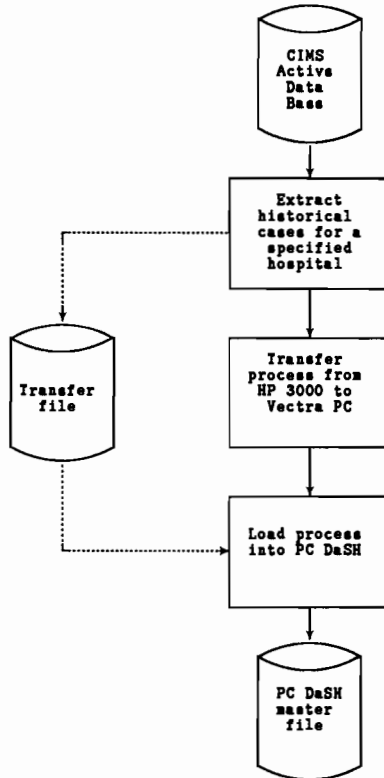 CIMS
Active
Data
Bass
Extract
historical
cases for a
specified
hospital
Transfer
file
Transfer
process from
HP 3000 to
Vectra PC
Load process
into PC DaSH
PC DaSH
master
file